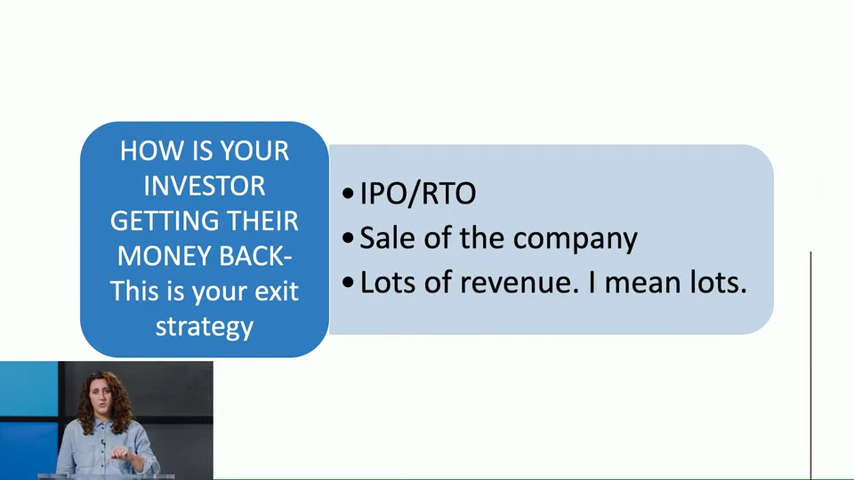 HOW IS YOUR
INVESTOR
GETTING THEIR
MONEY BACK-
This is your exit
strategy
•IPO/RTO
•Sale of the company
•Lots of revenue. I mean lots.